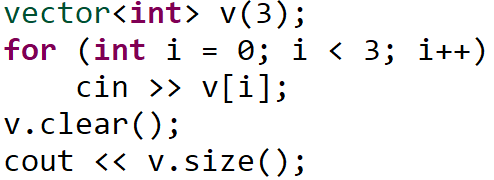 vector<int> v(3);
for (int i = 0; i < 3; i++)
    cin >> v[i];
v.clear();
cout << v.size();